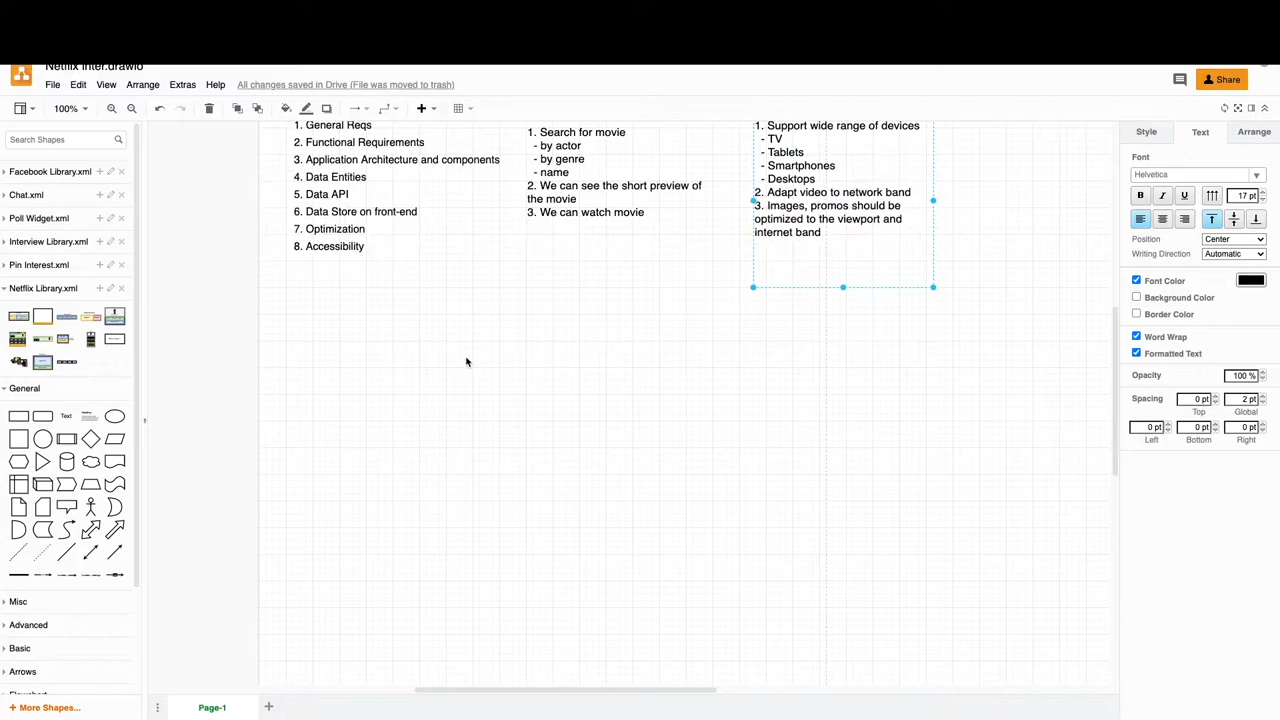 Netflix Inter.drawio
File Edit View Arrange Extras Help All changes saved in Drive (File was moved to trash)
Share
100%
Search Shapes
Facebook Library.xml
Chat.xml
Poll Widget.xml
Interview Library.xml
Pin Interest.xml
Netflix Library.xml
General
Text
Misc
Advanced
Basic
Arrows
More Shapes...
1. General Reqs
2. Functional Requirements
3. Application Architecture and components
4. Data Entities
5. Data API
6. Data Store on front-end
7. Optimization
8. Accessibility
1. Search for movie
- by actor
- by genre
- name
2. We can see the short preview of
the movie
3. We can watch movie
1. Support wide range of devices
- TV
- Tablets
- Smartphones
- Desktops
2. Adapt video to network band
3. Images, promos should be
optimized to the viewport and
internet band
Style Text Arrange
Font
Helvetica
B I U 17 pt
Position Center
Writing Direction Automatic
Font Color
Background Color
Border Color
Word Wrap
Formatted Text
Opacity 100 %
Spacing 0 pt 2 pt
Top Global
0 pt 0 pt 0 pt
Left Bottom Right
Page-1